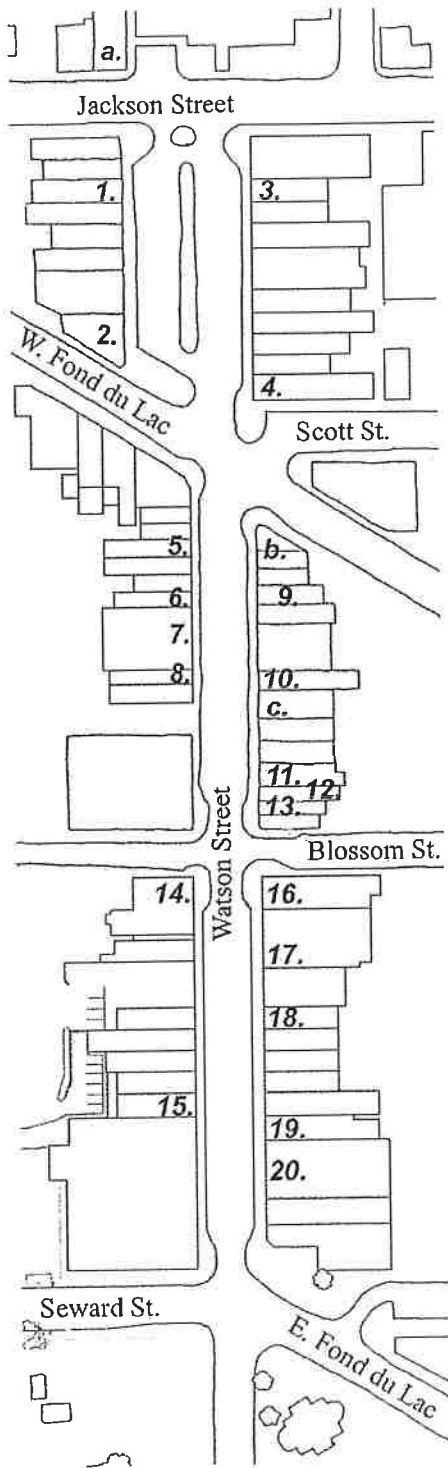 a.
Jackson Street
1.
3.
2.
W. Fond du Lac
4.
Scott St.
5.
b.
6.
9.
7.
8.
10.
c.
11.
12.
13.
Watson Street
Blossom St.
14.
16.
17.
18.
15.
19.
20.
Seward St.
E. Fond du Lac